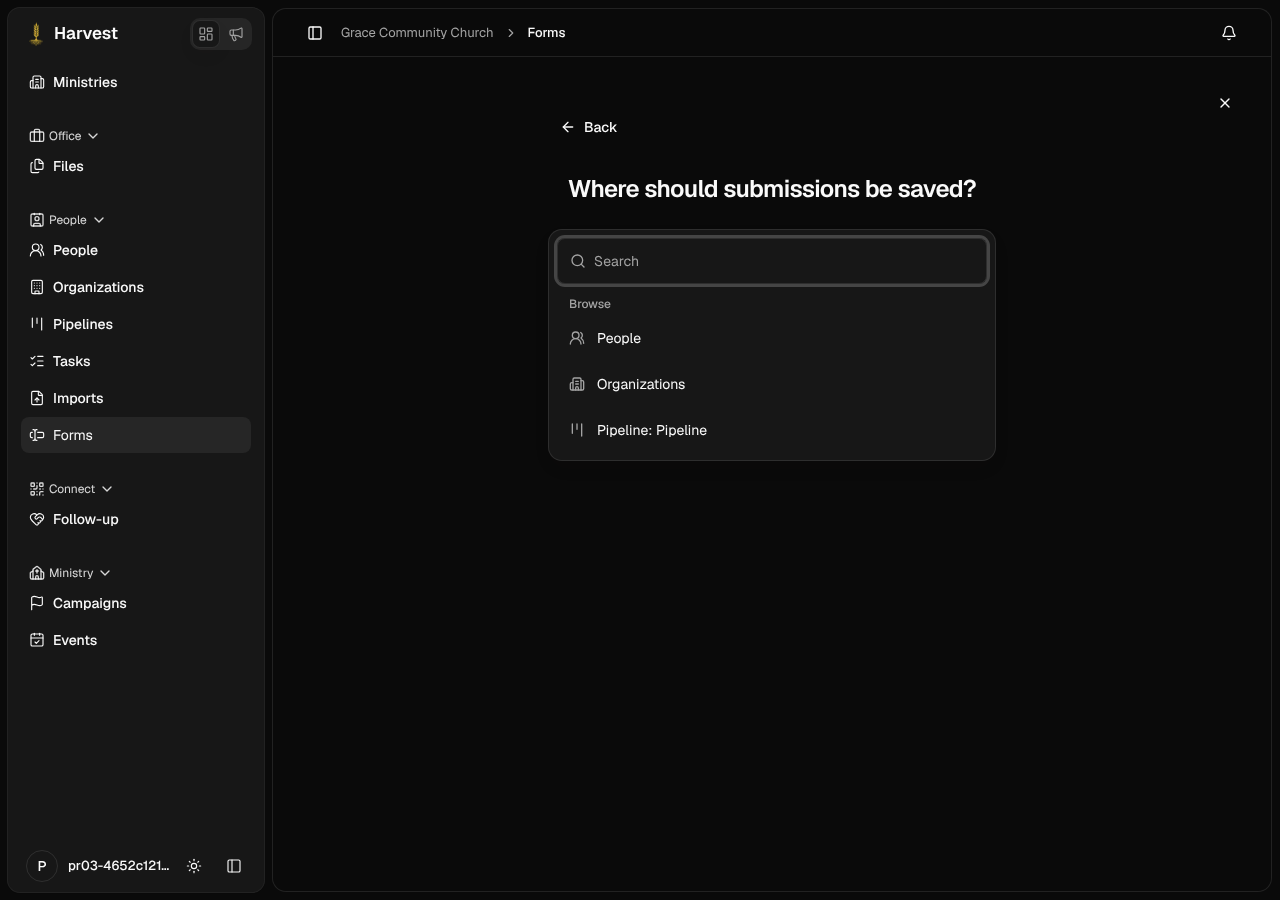 Harvest
Ministries
Office
Files
People
People
Organizations
Pipelines
Tasks
Imports
Forms
Connect
Follow-up
Ministry
Campaigns
Events
P
pr03-4652c121...
Grace Community Church
Forms
Back
Where should submissions be saved?
Search
Browse
People
Organizations
Pipeline: Pipeline